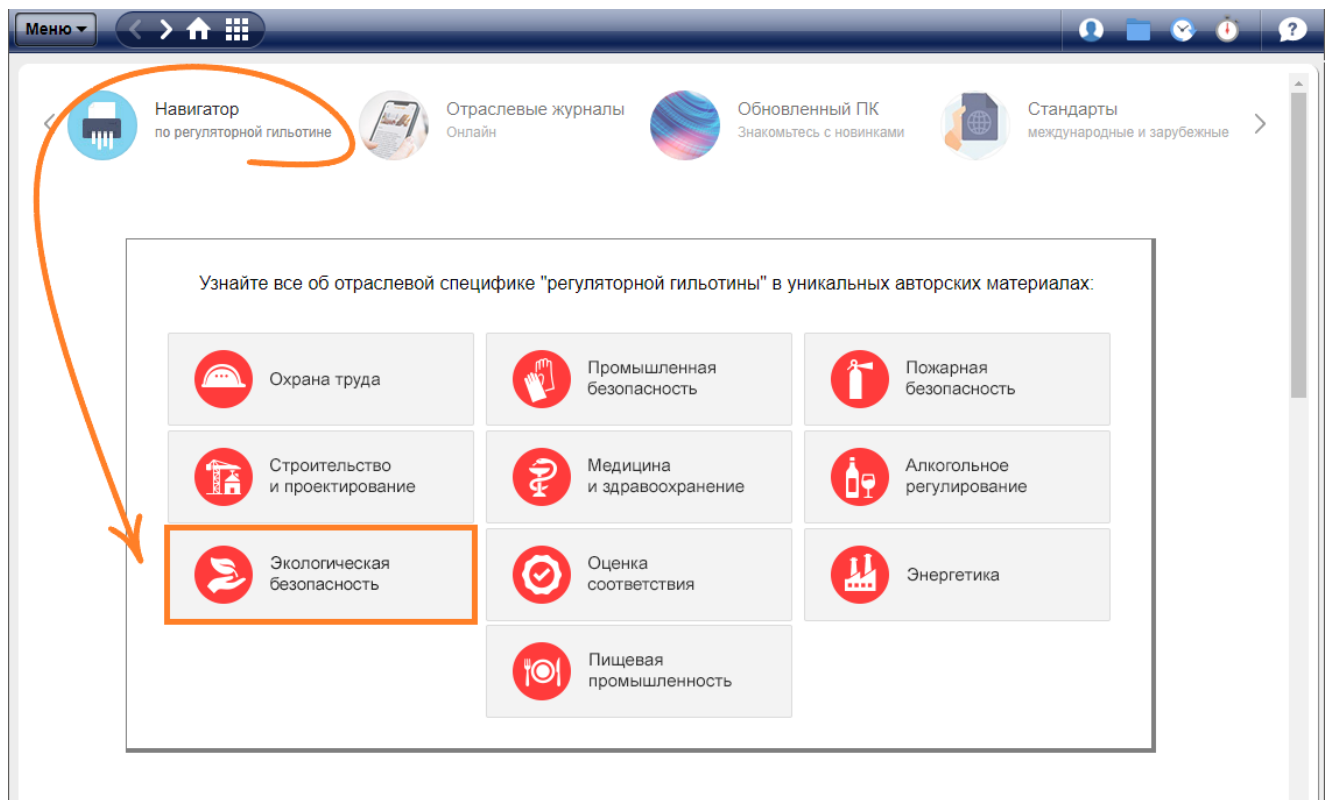 Меню
?
Навигатор
по регуляторной гильотине
Отраслевые журналы
Онлайн
Обновленный ПК
Знакомьтесь с новинками
Стандарты
международные и зарубежные
Узнайте все об отраслевой специфике "регуляторной гильотины" в уникальных авторских материалах:
Охрана труда
Промышленная
безопасность
Пожарная
безопасность
Строительство
и проектирование
Медицина
и здравоохранение
Алкогольное
регулирование
Экологическая
безопасность
Оценка
соответствия
Энергетика
Пищевая
промышленность